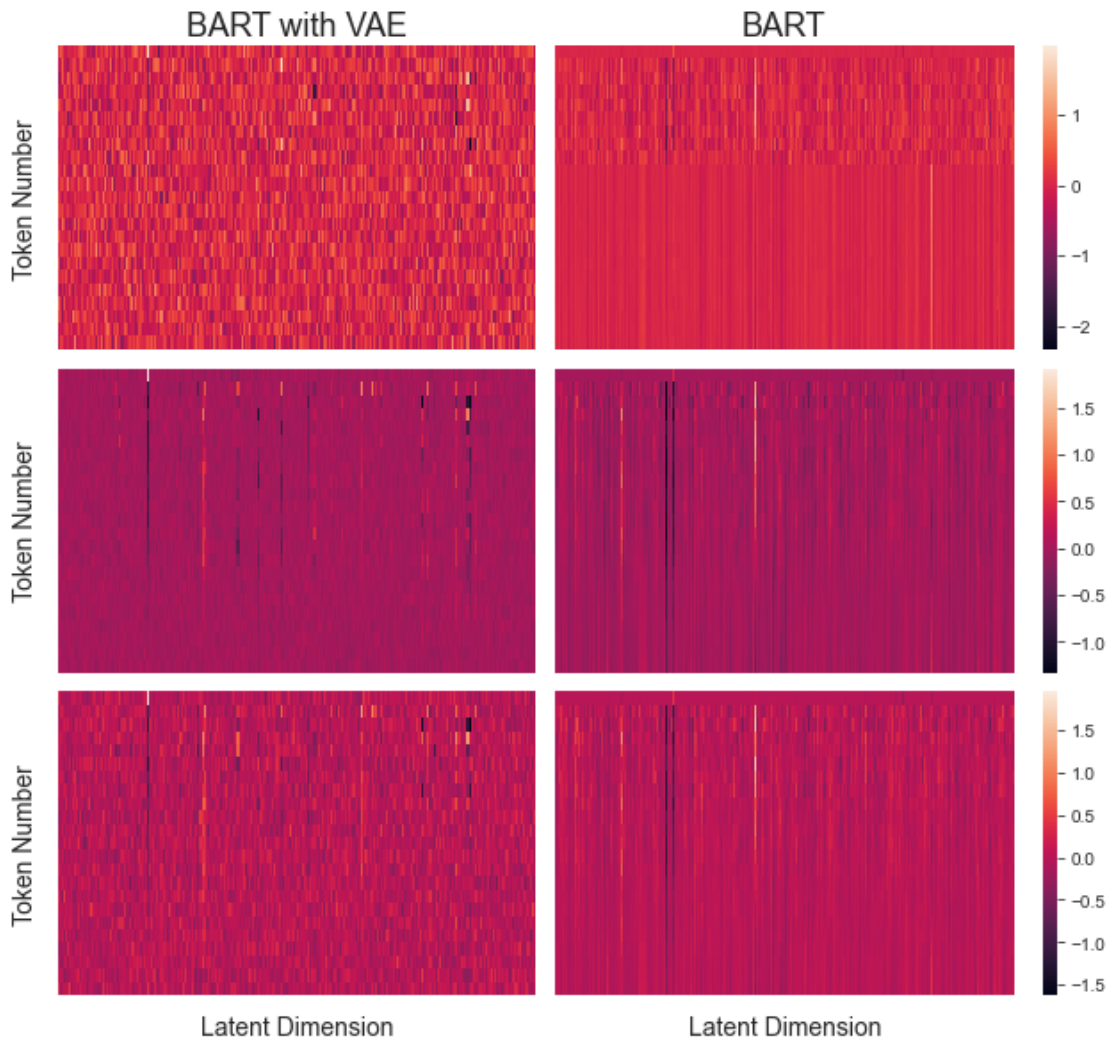 BART with VAE
BART
Token Number
1
0
−1
−2
Token Number
1.5
1.0
0.5
0.0
−0.5
−1.0
Token Number
1.5
1.0
0.5
0.0
−0.5
−1.0
−1.5
Latent Dimension
Latent Dimension